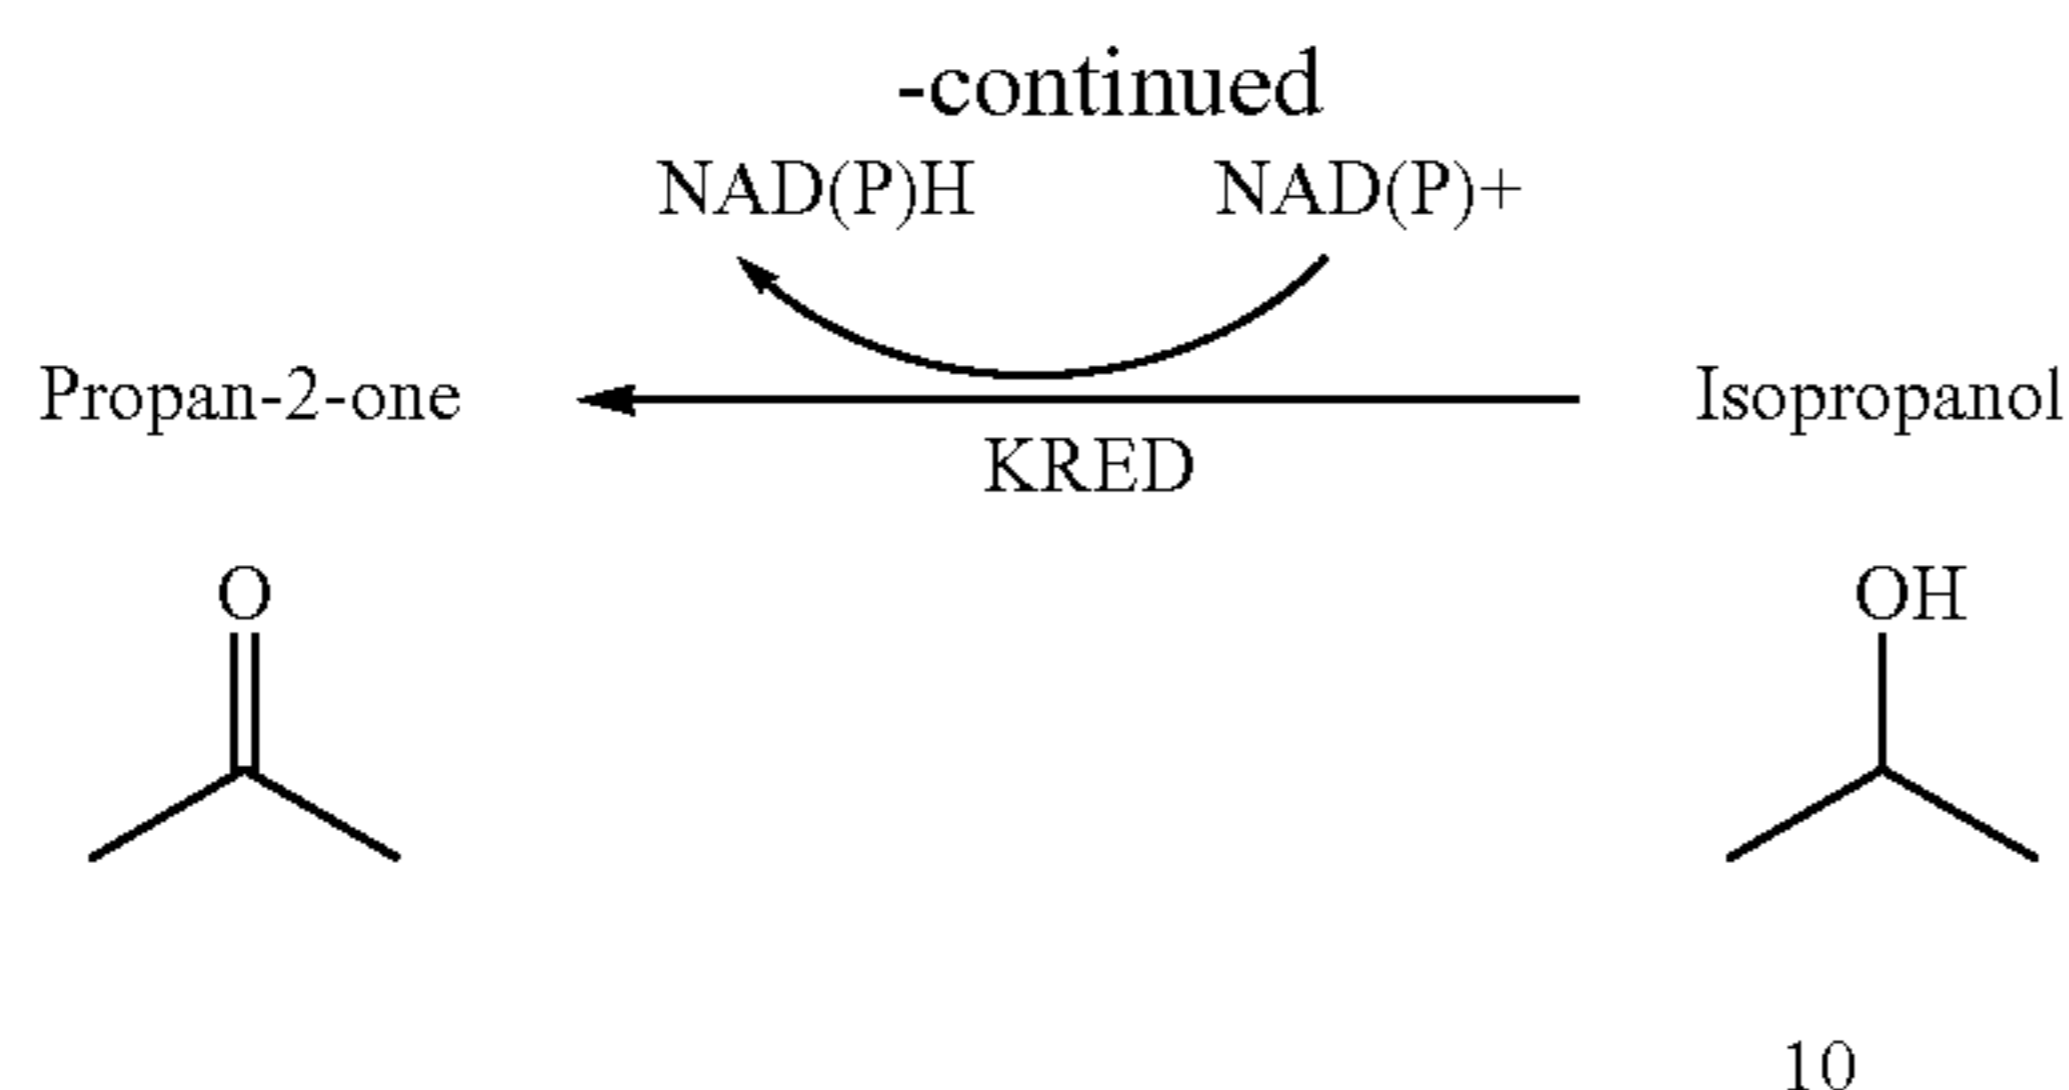 -continued
NAD(P)H NAD(P)+
Propan-2-one Isopropanol
KRED
O OH
10